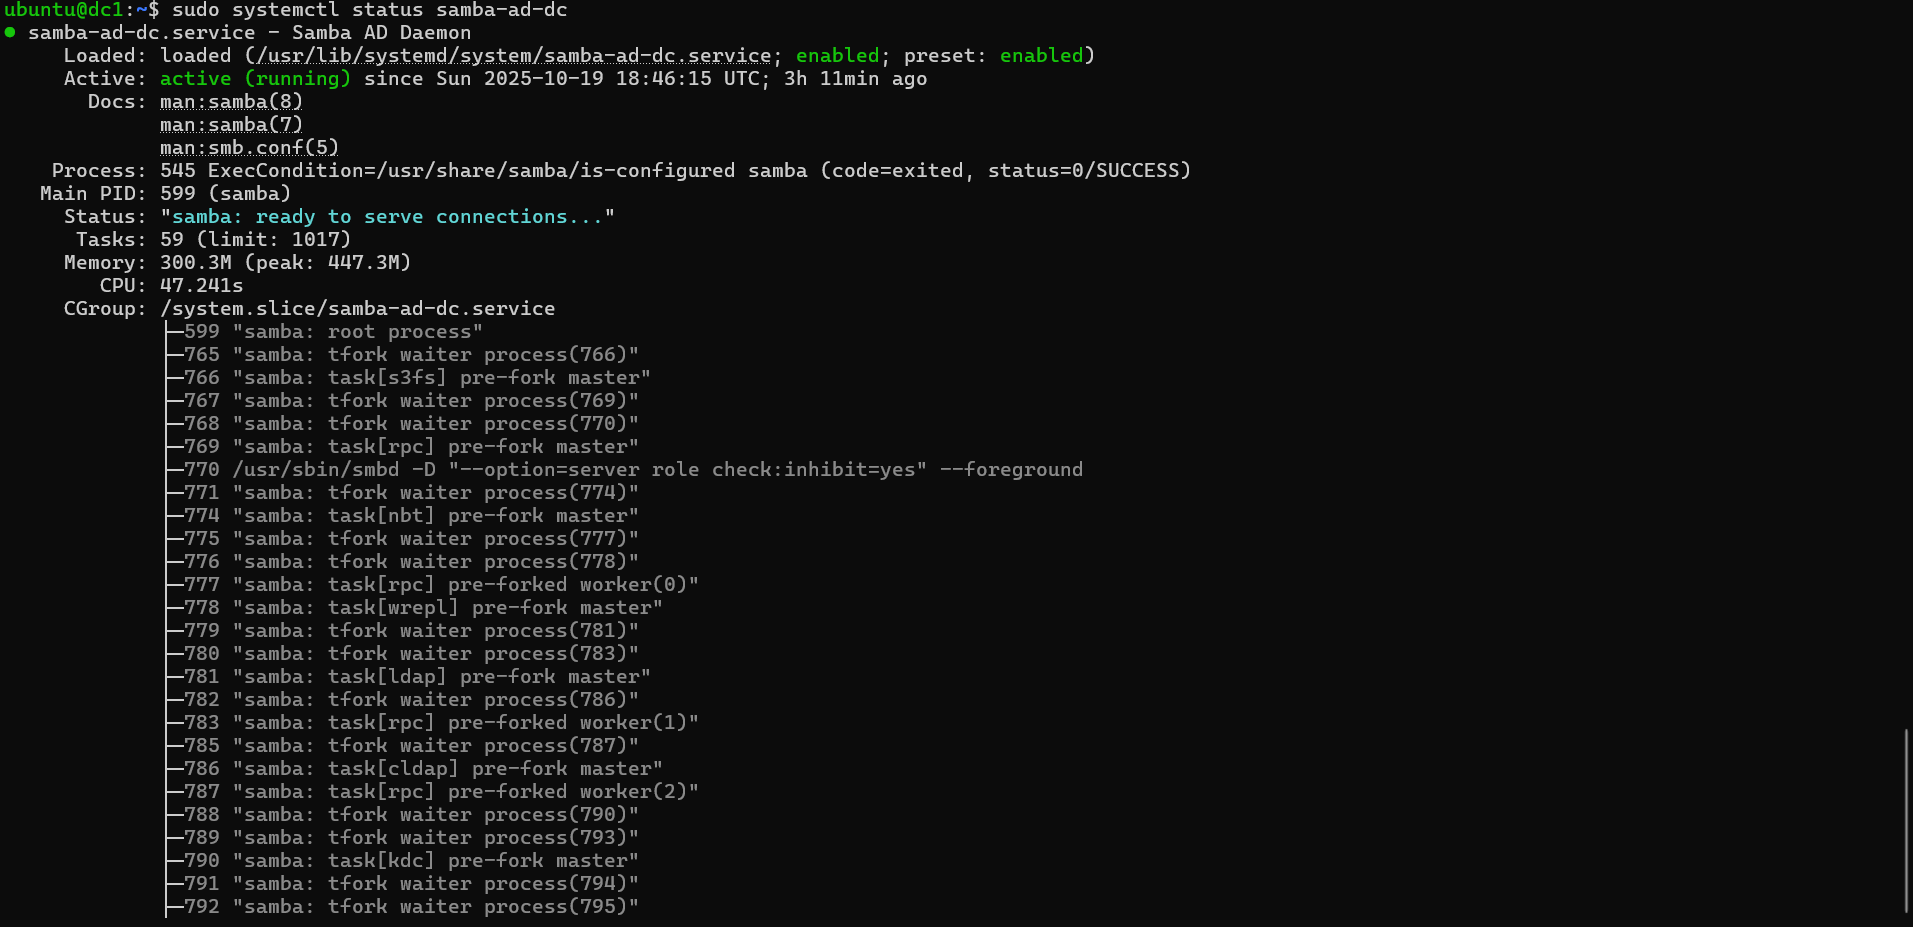 ubuntu@dc1:~$ sudo systemctl status samba-ad-dc
● samba-ad-dc.service - Samba AD Daemon
     Loaded: loaded (/usr/lib/systemd/system/samba-ad-dc.service; enabled; preset: enabled)
     Active: active (running) since Sun 2025-10-19 18:46:15 UTC; 3h 11min ago
       Docs: man:samba(8)
             man:samba(7)
             man:smb.conf(5)
    Process: 545 ExecCondition=/usr/share/samba/is-configured samba (code=exited, status=0/SUCCESS)
   Main PID: 599 (samba)
     Status: "samba: ready to serve connections..."
      Tasks: 59 (limit: 1017)
     Memory: 300.3M (peak: 447.3M)
        CPU: 47.241s
     CGroup: /system.slice/samba-ad-dc.service
             ├─599 "samba: root process"
             ├─765 "samba: tfork waiter process(766)"
             ├─766 "samba: task[s3fs] pre-fork master"
             ├─767 "samba: tfork waiter process(769)"
             ├─768 "samba: tfork waiter process(770)"
             ├─769 "samba: task[rpc] pre-fork master"
             ├─770 /usr/sbin/smbd -D "--option=server role check:inhibit=yes" --foreground
             ├─771 "samba: tfork waiter process(774)"
             ├─774 "samba: task[nbt] pre-fork master"
             ├─775 "samba: tfork waiter process(777)"
             ├─776 "samba: tfork waiter process(778)"
             ├─777 "samba: task[rpc] pre-forked worker(0)"
             ├─778 "samba: task[wrepl] pre-fork master"
             ├─779 "samba: tfork waiter process(781)"
             ├─780 "samba: tfork waiter process(783)"
             ├─781 "samba: task[ldap] pre-fork master"
             ├─782 "samba: tfork waiter process(786)"
             ├─783 "samba: task[rpc] pre-forked worker(1)"
             ├─785 "samba: tfork waiter process(787)"
             ├─786 "samba: task[cldap] pre-fork master"
             ├─787 "samba: task[rpc] pre-forked worker(2)"
             ├─788 "samba: tfork waiter process(790)"
             ├─789 "samba: tfork waiter process(793)"
             ├─790 "samba: task[kdc] pre-fork master"
             ├─791 "samba: tfork waiter process(794)"
             ├─792 "samba: tfork waiter process(795)"